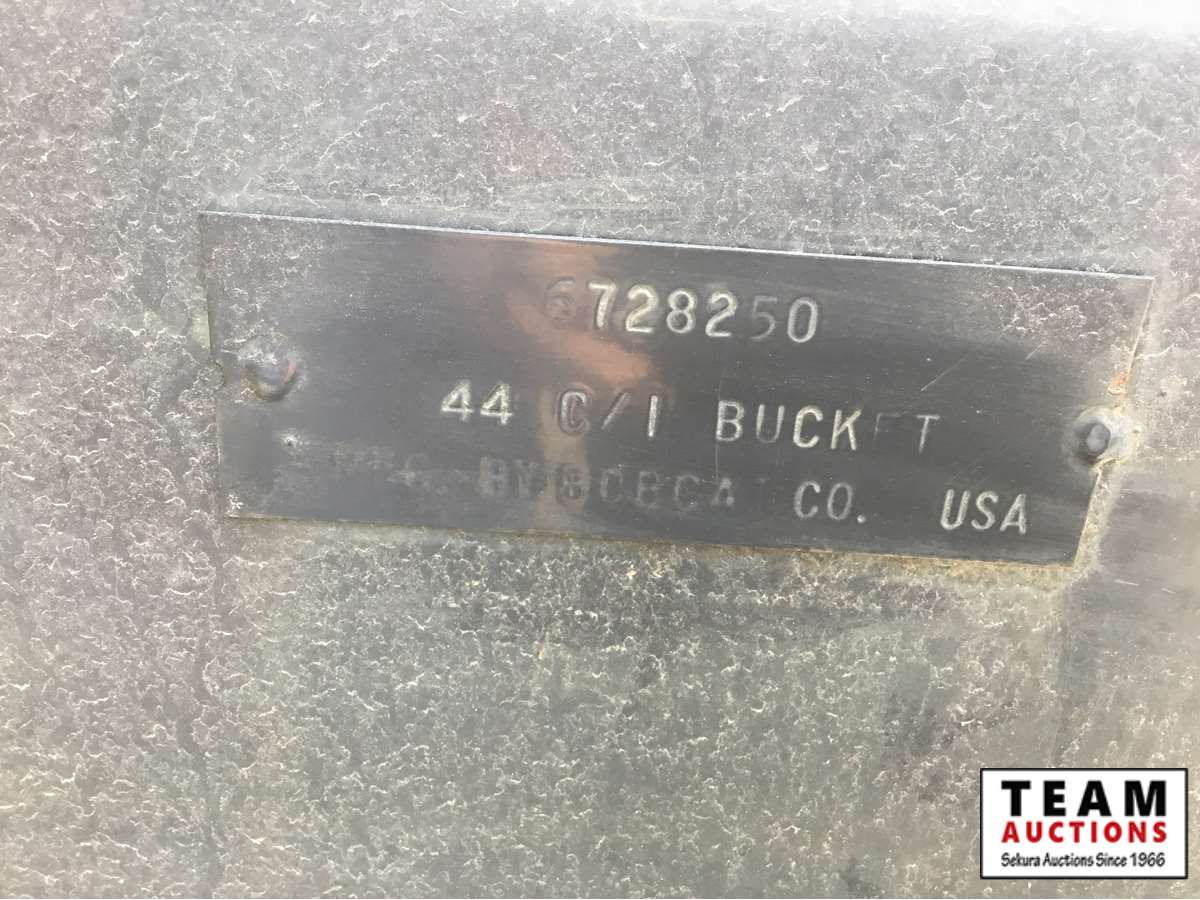 6728250
44 C/I BUCKET
BY BOBCAT CO. USA
TEAM
AUCTIONS
Sekura Auctions Since 1966